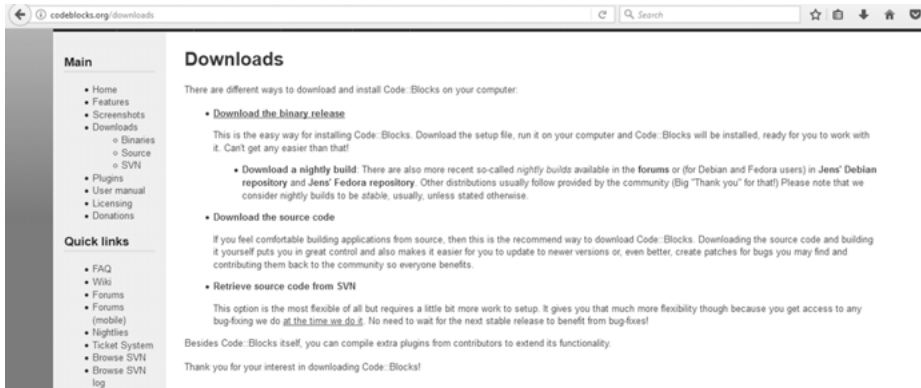 codeblocks.org/downloads
Search
Main
Home
Features
Screenshots
Downloads
Binaries
Source
SVN
Plugins
User manual
Licensing
Donations
Quick links
FAQ
Wiki
Forums
Forums
(mobile)
Nightlies
Ticket System
Browse SVN
Browse SVN
log
Downloads
There are different ways to download and install Code::Blocks on your computer:
Download the binary release
This is the easy way for installing Code::Blocks. Download the setup file, run it on your computer and Code::Blocks will be installed, ready for you to work with
it. Can't get any easier than that!
Download a nightly build: There are also more recent so-called nightly builds available in the forums or (for Debian and Fedora users) in Jens' Debian
repository and Jens' Fedora repository. Other distributions usually follow provided by the community (Big "Thank you" for that!) Please note that we
consider nightly builds to be stable, usually, unless stated otherwise.
Download the source code
If you feel comfortable building applications from source, then this is the recommend way to download Code::Blocks. Downloading the source code and building
it yourself puts you in great control and also makes it easier for you to update to newer versions or, even better, create patches for bugs you may find and
contributing them back to the community so everyone benefits.
Retrieve source code from SVN
This option is the most flexible of all but requires a little bit more work to setup. It gives you that much more flexibility though because you get access to any
bug-fixing we do at the time we do it. No need to wait for the next stable release to benefit from bug-fixes!
Besides Code::Blocks itself, you can compile extra plugins from contributors to extend its functionality.
Thank you for your interest in downloading Code::Blocks!